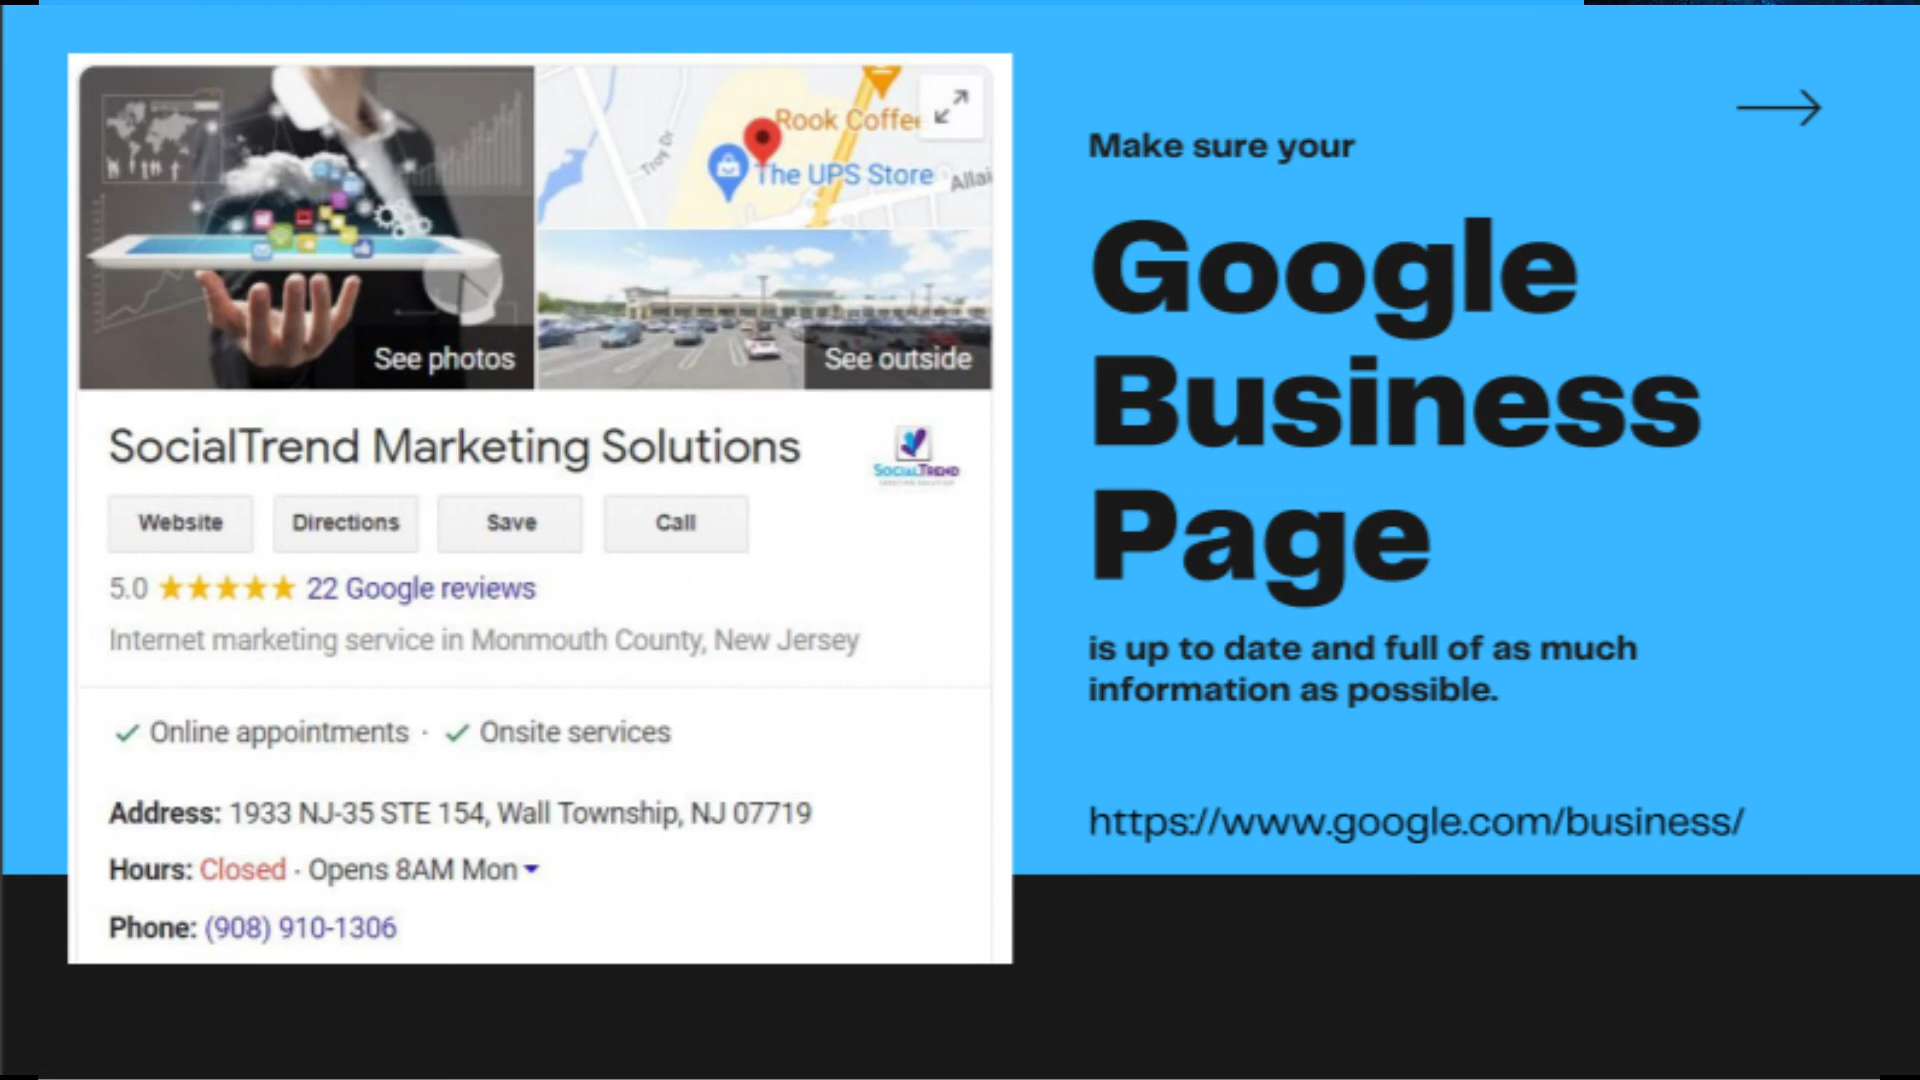 Rook Coffee
Troy Dr
The UPS Store
Allai
See photos
See outside
SocialTrend Marketing Solutions
SOCIALTREND
Website
Directions
Save
Call
5.0 22 Google reviews
Internet marketing service in Monmouth County, New Jersey
Online appointments · Onsite services
Address: 1933 NJ-35 STE 154, Wall Township, NJ 07719
Hours: Closed · Opens 8AM Mon
Phone: (908) 910-1306
Make sure your
Google
Business
Page
is up to date and full of as much
information as possible.
https://www.google.com/business/